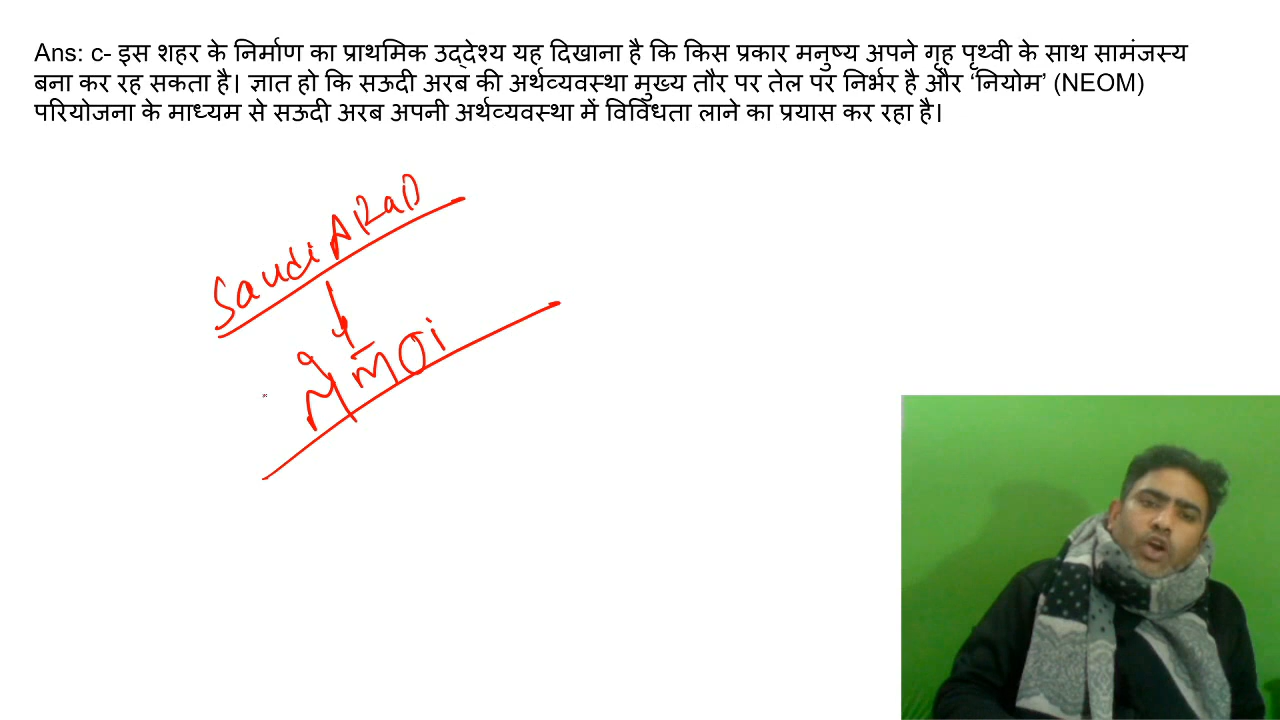 Ans: c- इस शहर के निर्माण का प्राथमिक उद्देश्य यह दिखाना है कि किस प्रकार मनुष्य अपने गृह पृथ्वी के साथ सामंजस्य
बना कर रह सकता है। ज्ञात हो कि सऊदी अरब की अर्थव्यवस्था मुख्य तौर पर तेल पर निर्भर है और ‘नियोम’ (NEOM)
परियोजना के माध्यम से सऊदी अरब अपनी अर्थव्यवस्था में विविधता लाने का प्रयास कर रहा है।
Saudi ARaB